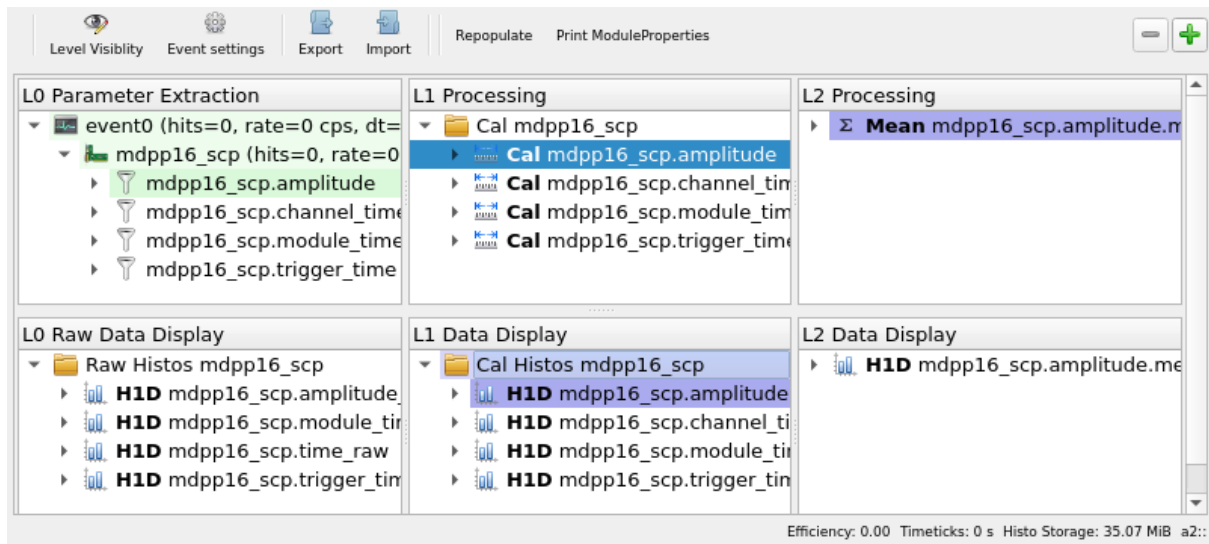 Level Visiblity
Event settings
Export
Import
Repopulate
Print ModuleProperties
L0 Parameter Extraction
event0 (hits=0, rate=0 cps, dt=
mdpp16_scp (hits=0, rate=0
mdpp16_scp.amplitude
mdpp16_scp.channel_time
mdpp16_scp.module_time
mdpp16_scp.trigger_time
L1 Processing
Cal mdpp16_scp
Cal mdpp16_scp.amplitude
Cal mdpp16_scp.channel_tim
Cal mdpp16_scp.module_tim
Cal mdpp16_scp.trigger_time
L2 Processing
Σ Mean mdpp16_scp.amplitude.m
L0 Raw Data Display
Raw Histos mdpp16_scp
H1D mdpp16_scp.amplitude_
H1D mdpp16_scp.module_tir
H1D mdpp16_scp.time_raw
H1D mdpp16_scp.trigger_tim
L1 Data Display
Cal Histos mdpp16_scp
H1D mdpp16_scp.amplitude
H1D mdpp16_scp.channel_ti
H1D mdpp16_scp.module_tii
H1D mdpp16_scp.trigger_tim
L2 Data Display
H1D mdpp16_scp.amplitude.me
Efficiency: 0.00 Timeticks: 0 s Histo Storage: 35.07 MiB a2::